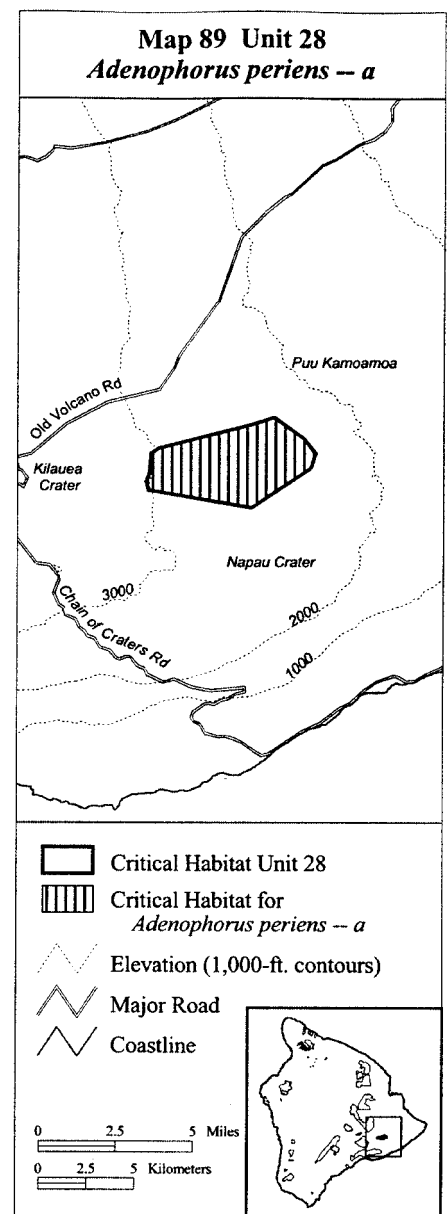 Map 89 Unit 28
Adenophorus periens -- a
Puu Kamoamoa
Old Volcano Rd
Kilauea
Crater
Napau Crater
3000
Chain of Craters Rd
2000
1000
Critical Habitat Unit 28
Critical Habitat for
Adenophorus periens -- a
Elevation (1,000-ft. contours)
Major Road
Coastline
0 2.5 5 Miles
0 2.5 5 Kilometers